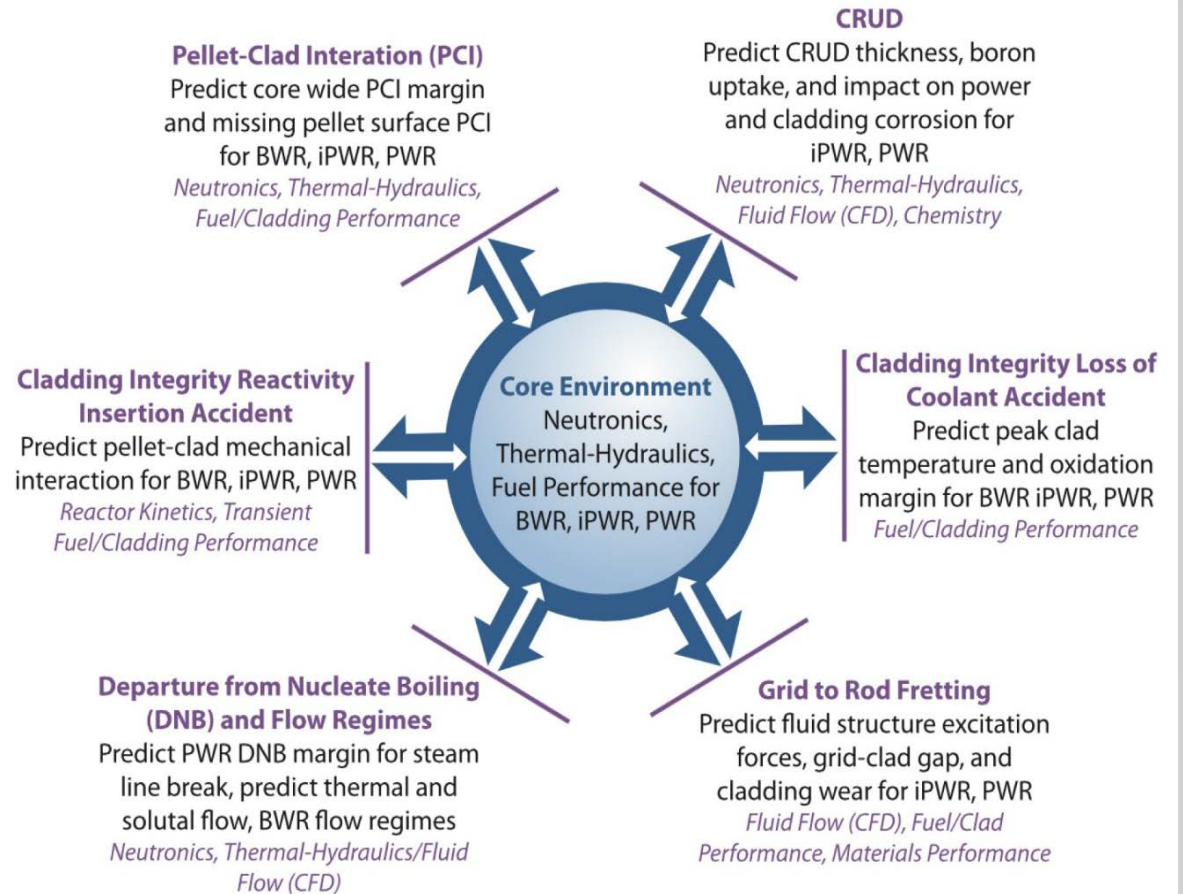 Pellet-Clad Interation (PCI)
Predict core wide PCI margin
and missing pellet surface PCI
for BWR, iPWR, PWR
Neutronics, Thermal-Hydraulics,
Fuel/Cladding Performance
CRUD
Predict CRUD thickness, boron
uptake, and impact on power
and cladding corrosion for
iPWR, PWR
Neutronics, Thermal-Hydraulics,
Fluid Flow (CFD), Chemistry
Cladding Integrity Reactivity
Insertion Accident
Predict pellet-clad mechanical
interaction for BWR, iPWR, PWR
Reactor Kinetics, Transient
Fuel/Cladding Performance
Core Environment
Neutronics,
Thermal-Hydraulics,
Fuel Performance for
BWR, iPWR, PWR
Cladding Integrity Loss of
Coolant Accident
Predict peak clad
temperature and oxidation
margin for BWR iPWR, PWR
Fuel/Cladding Performance
Departure from Nucleate Boiling
(DNB) and Flow Regimes
Predict PWR DNB margin for steam
line break, predict thermal and
solutal flow, BWR flow regimes
Neutronics, Thermal-Hydraulics/Fluid
Flow (CFD)
Grid to Rod Fretting
Predict fluid structure excitation
forces, grid-clad gap, and
cladding wear for iPWR, PWR
Fluid Flow (CFD), Fuel/Clad
Performance, Materials Performance